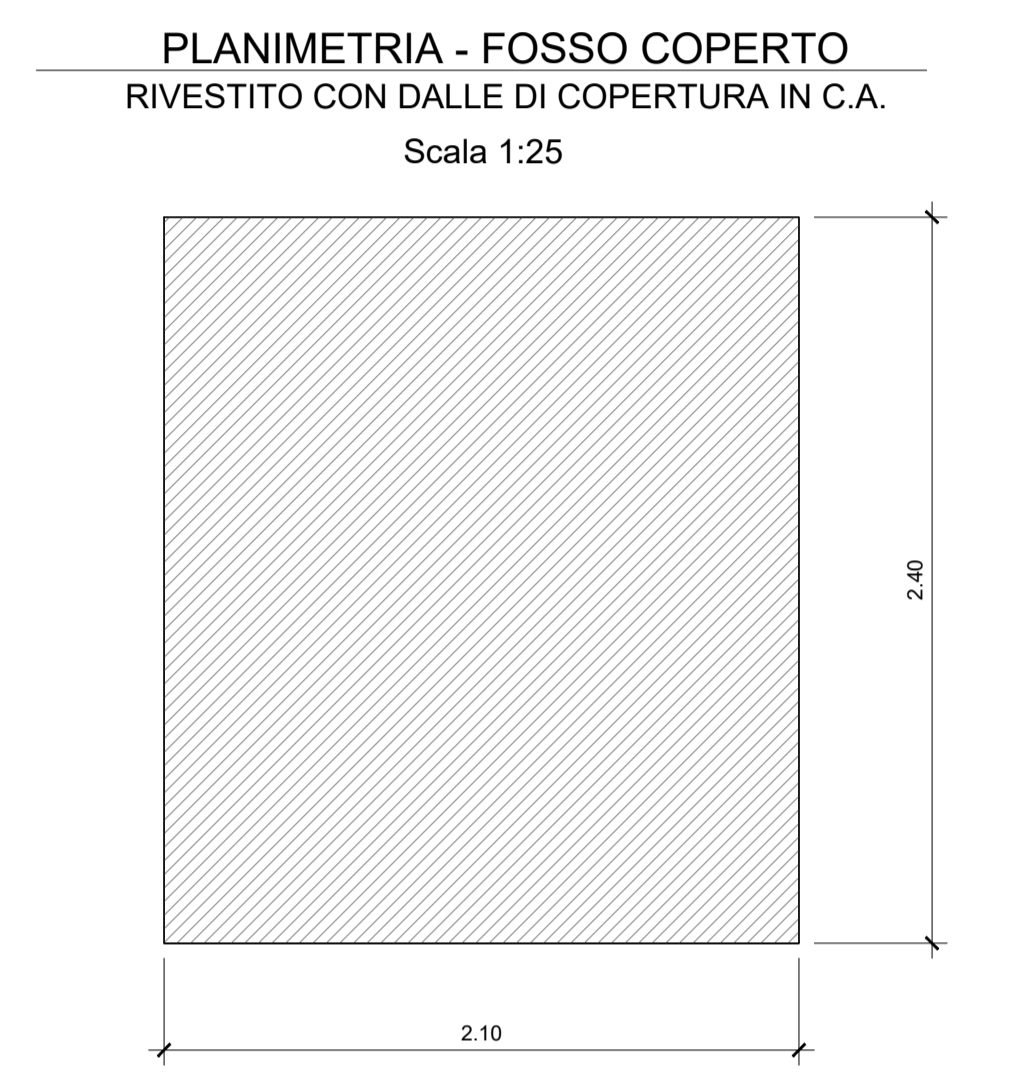 PLANIMETRIA - FOSSO COPERTO
RIVESTITO CON DALLE DI COPERTURA IN C.A.
Scala 1:25
2.40
2.10